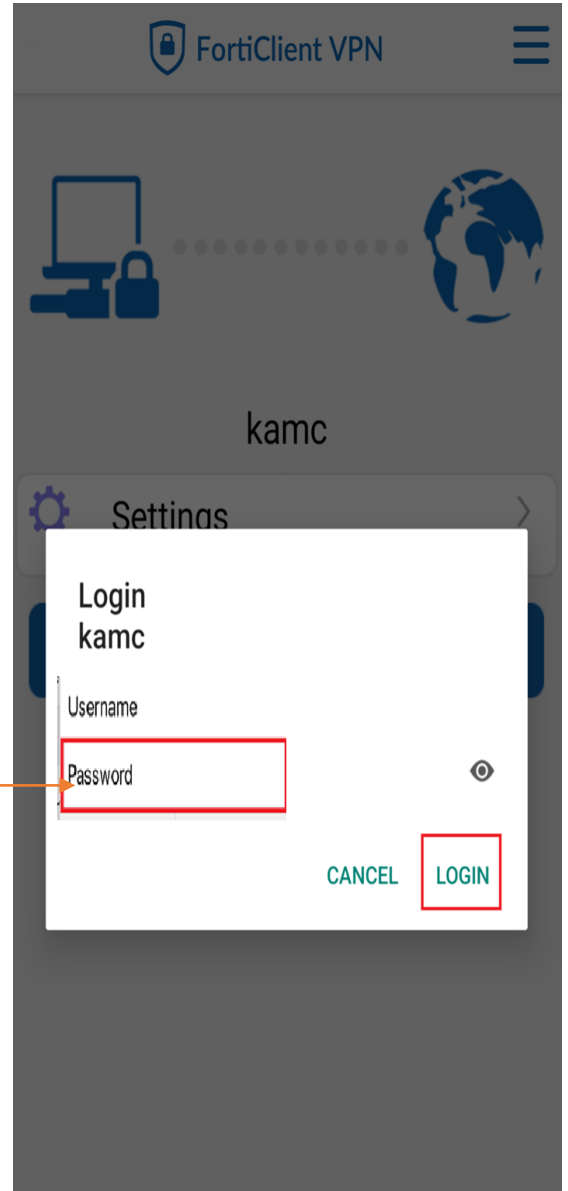 FortiClient VPN
kamc
Settings
Login
kamc
Username
Password
CANCEL
LOGIN